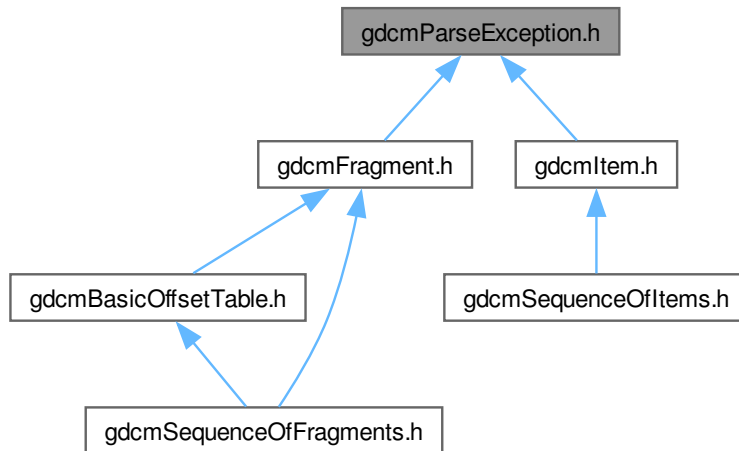 gdcmParseException.h
gdcmFragment.h
gdcmItem.h
gdcmBasicOffsetTable.h
gdcmSequenceOfItems.h
gdcmSequenceOfFragments.h